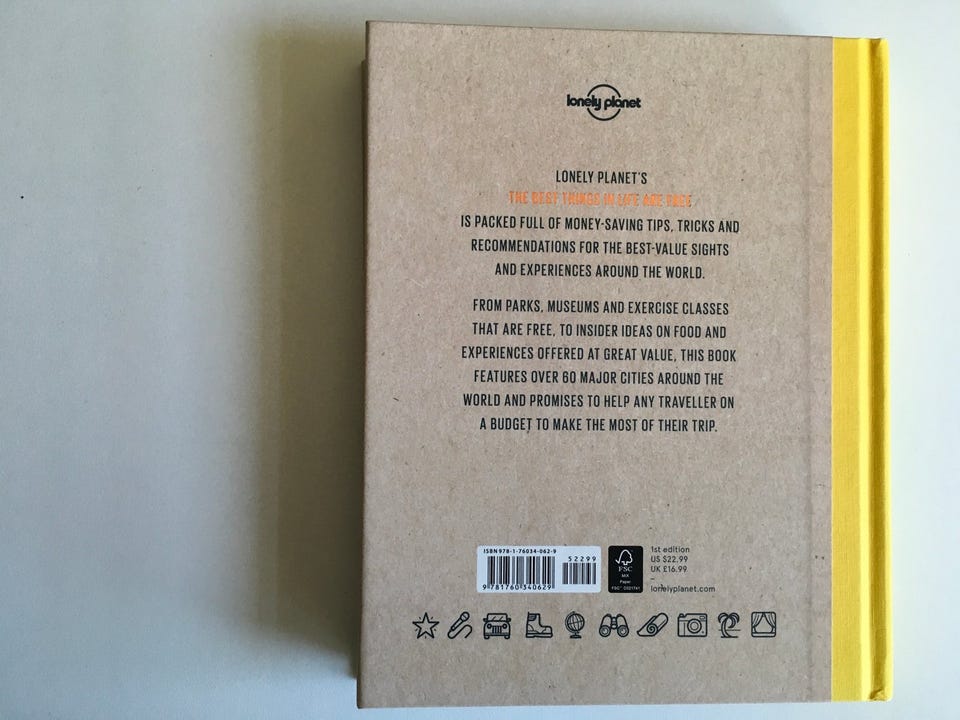 lonely planet
LONELY PLANET'S
THE BEST THINGS IN LIFE ARE FREE
IS PACKED FULL OF MONEY-SAVING TIPS, TRICKS AND
RECOMMENDATIONS FOR THE BEST-VALUE SIGHTS
AND EXPERIENCES AROUND THE WORLD.
FROM PARKS, MUSEUMS AND EXERCISE CLASSES
THAT ARE FREE, TO INSIDER IDEAS ON FOOD AND
EXPERIENCES OFFERED AT GREAT VALUE, THIS BOOK
FEATURES OVER 60 MAJOR CITIES AROUND THE
WORLD AND PROMISES TO HELP ANY TRAVELLER ON
A BUDGET TO MAKE THE MOST OF THEIR TRIP.
ISBN 978-1-76034-062-9
52299
9 781760 340629
FSC
MIX
Paper
FSC® C021741
1st edition
US $22.99
UK £16.99
–
lonelyplanet.com